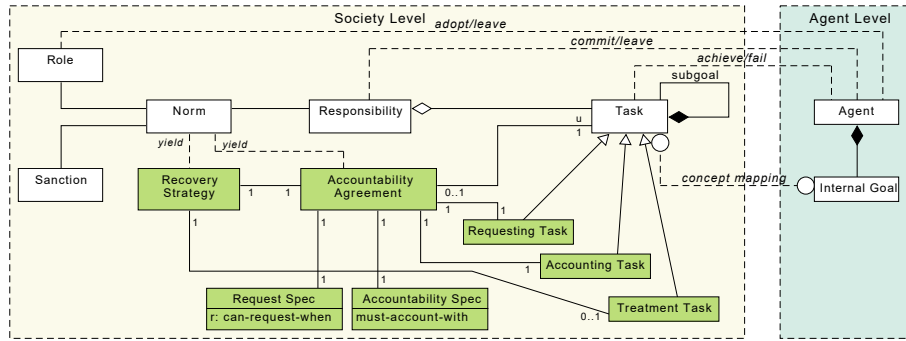 Society Level
Agent Level
adopt/leave
commit/leave
achieve/fail
subgoal
Role
Norm
Responsibility
Task
Agent
u
1
yield
yield
Sanction
Recovery
Strategy
1
1
Accountability
Agreement
0..1
1
1
concept mapping
Internal Goal
1
1
1
1
Requesting Task
1
Accounting Task
1
1
Request Spec
r: can-request-when
Accountability Spec
must-account-with
0..1
Treatment Task